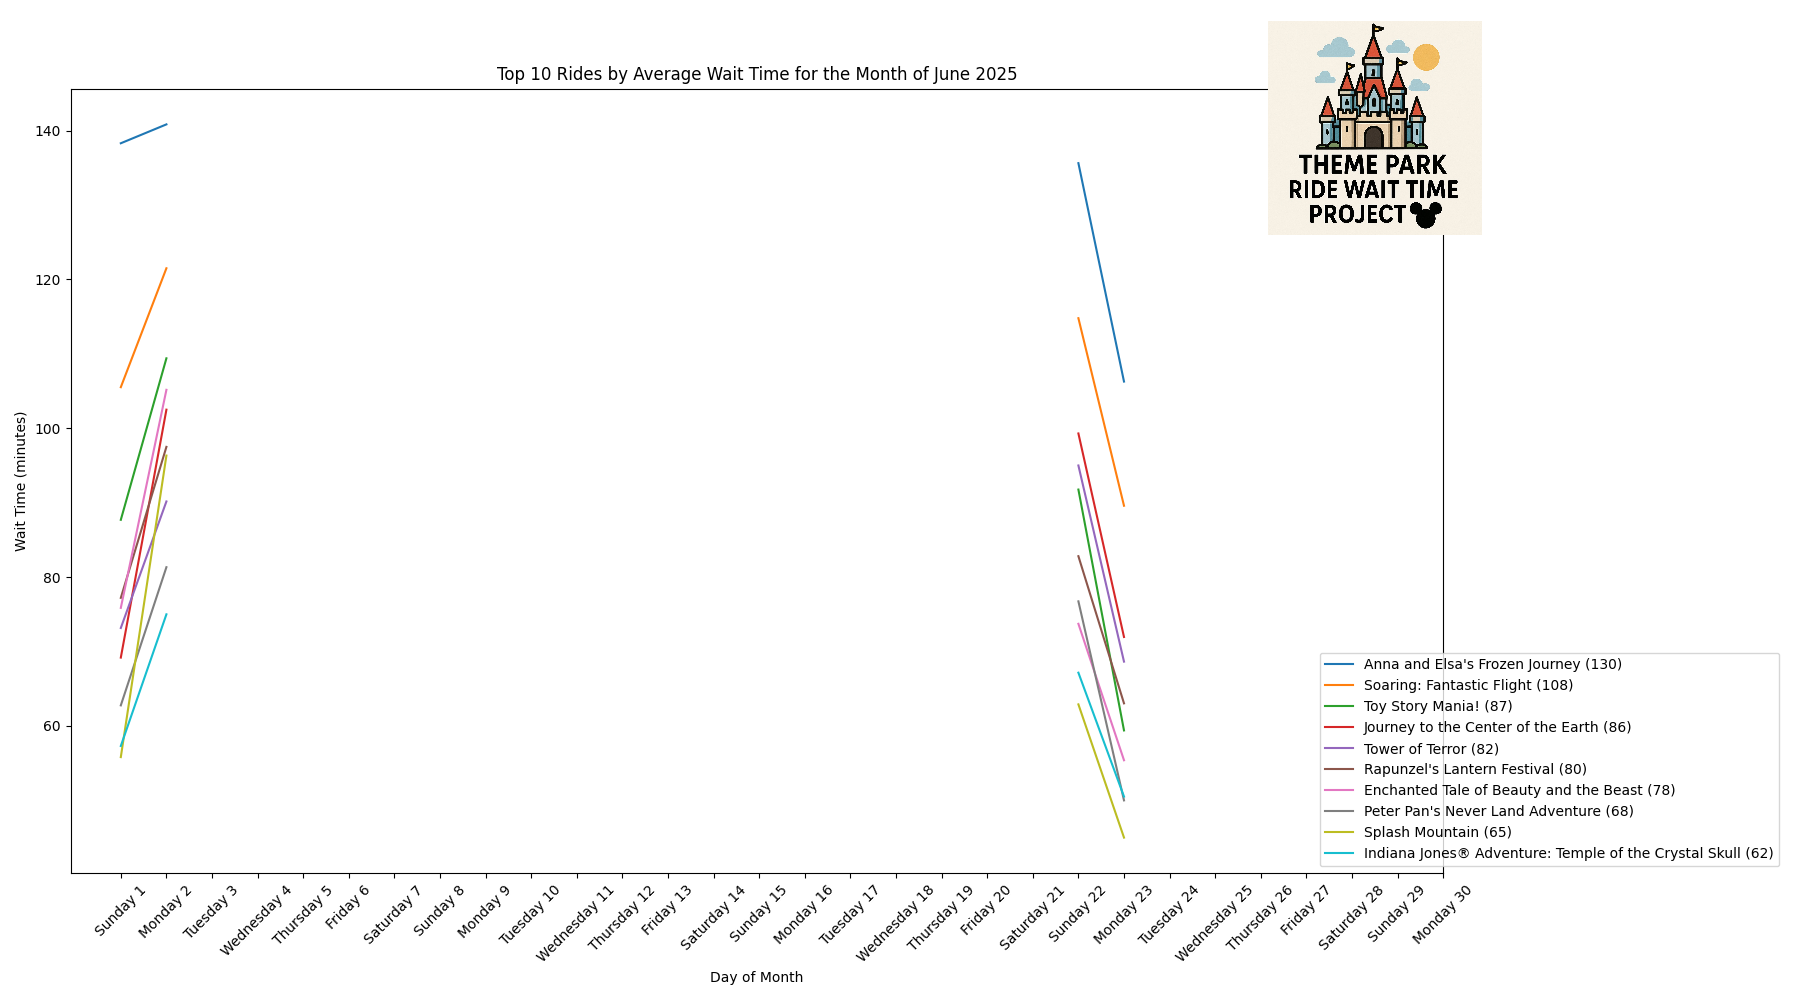 Top 10 Rides by Average Wait Time for the Month of June 2025
THEME PARK
RIDE WAIT TIME
PROJECT
Wait Time (minutes)
140
120
100
80
60
Anna and Elsa's Frozen Journey (130)
Soaring: Fantastic Flight (108)
Toy Story Mania! (87)
Journey to the Center of the Earth (86)
Tower of Terror (82)
Rapunzel's Lantern Festival (80)
Enchanted Tale of Beauty and the Beast (78)
Peter Pan's Never Land Adventure (68)
Splash Mountain (65)
Indiana Jones® Adventure: Temple of the Crystal Skull (62)
Sunday 1
Monday 2
Tuesday 3
Wednesday 4
Thursday 5
Friday 6
Saturday 7
Sunday 8
Monday 9
Tuesday 10
Wednesday 11
Thursday 12
Friday 13
Saturday 14
Sunday 15
Monday 16
Tuesday 17
Wednesday 18
Thursday 19
Friday 20
Saturday 21
Sunday 22
Monday 23
Tuesday 24
Wednesday 25
Thursday 26
Friday 27
Saturday 28
Sunday 29
Monday 30
Day of Month